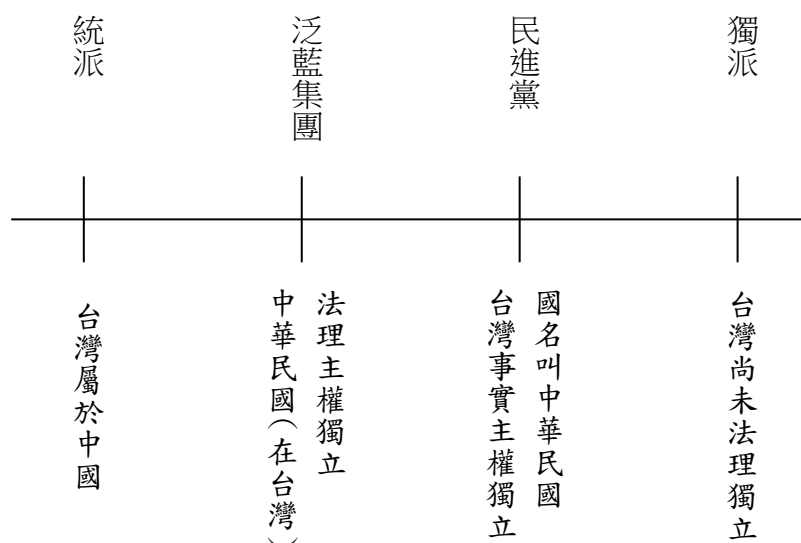 統派
泛藍集團
民進黨
獨派
台灣屬於中國
中華民國(在台灣)
法理主權獨立
台灣事實主權獨立
國名叫中華民國
台灣尚未法理獨立